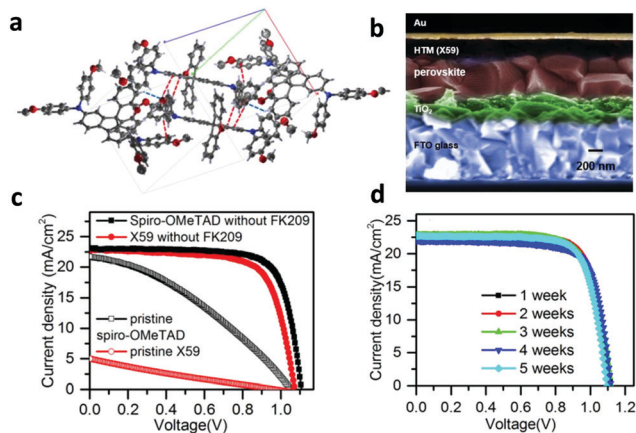 a
b
Au
HTM (X59)
perovskite
TiO2
FTO glass
200 nm
c
Current density (mA/cm2)
25
20
15
10
5
0
Spiro-OMeTAD without FK209
X59 without FK209
pristine
spiro-OMeTAD
pristine X59
0.0 0.2 0.4 0.6 0.8 1.0
Voltage(V)
d
Current density(mA/cm2)
25
20
15
10
5
0
1 week
2 weeks
3 weeks
4 weeks
5 weeks
0.0 0.2 0.4 0.6 0.8 1.0 1.2
Voltage(V)